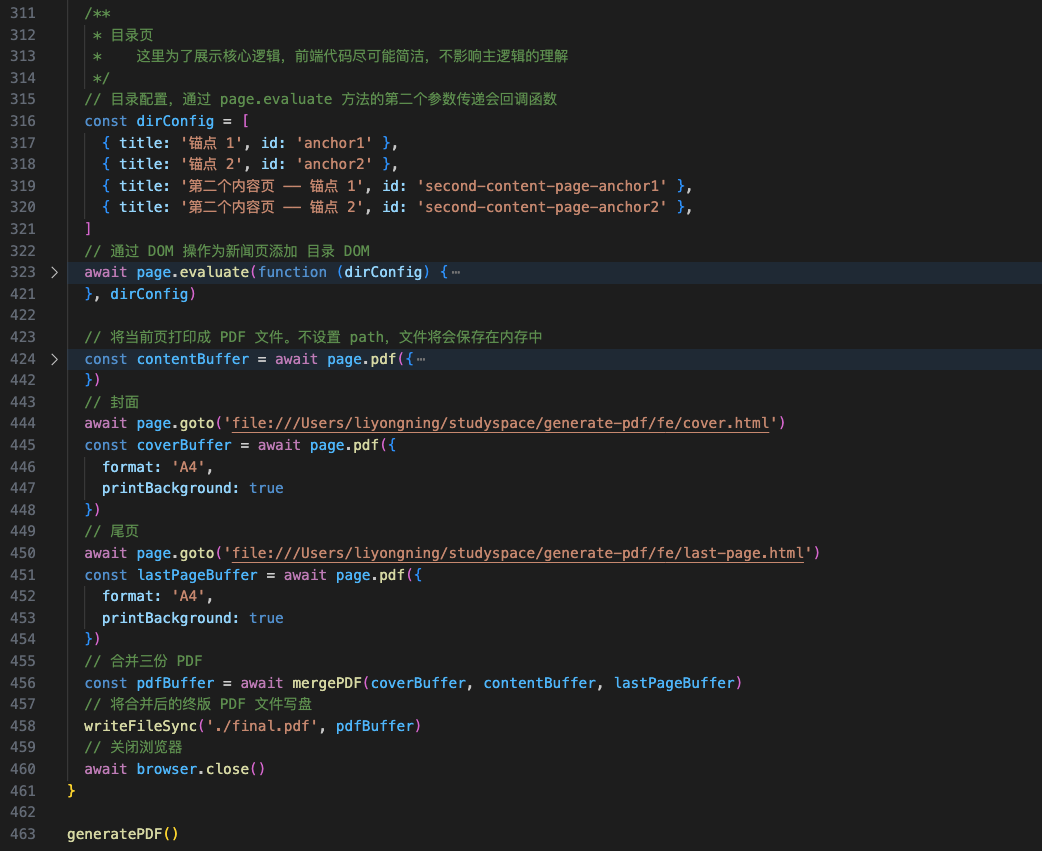 311 /**
312 * 目录页
313 * 这里为了展示核心逻辑，前端代码尽可能简洁，不影响主逻辑的理解
314 */
315 // 目录配置，通过 page.evaluate 方法的第二个参数传递会回调函数
316 const dirConfig = [
317 { title: '锚点 1', id: 'anchor1' },
318 { title: '锚点 2', id: 'anchor2' },
319 { title: '第二个内容页 —— 锚点 1', id: 'second-content-page-anchor1' },
320 { title: '第二个内容页 —— 锚点 2', id: 'second-content-page-anchor2' },
321 ]
322 // 通过 DOM 操作为新闻页添加 目录 DOM
323 await page.evaluate(function (dirConfig) { …
421 }, dirConfig)
422
423 // 将当前页打印成 PDF 文件。不设置 path，文件将会保存在内存中
424 const contentBuffer = await page.pdf({ …
442 })
443 // 封面
444 await page.goto('file:///Users/liyongning/studyspace/generate-pdf/fe/cover.html')
445 const coverBuffer = await page.pdf({
446 format: 'A4',
447 printBackground: true
448 })
449 // 尾页
450 await page.goto('file:///Users/liyongning/studyspace/generate-pdf/fe/last-page.html')
451 const lastPageBuffer = await page.pdf({
452 format: 'A4',
453 printBackground: true
454 })
455 // 合并三份 PDF
456 const pdfBuffer = await mergePDF(coverBuffer, contentBuffer, lastPageBuffer)
457 // 将合并后的终版 PDF 文件写盘
458 writeFileSync('./final.pdf', pdfBuffer)
459 // 关闭浏览器
460 await browser.close()
461 }
462
463 generatePDF()